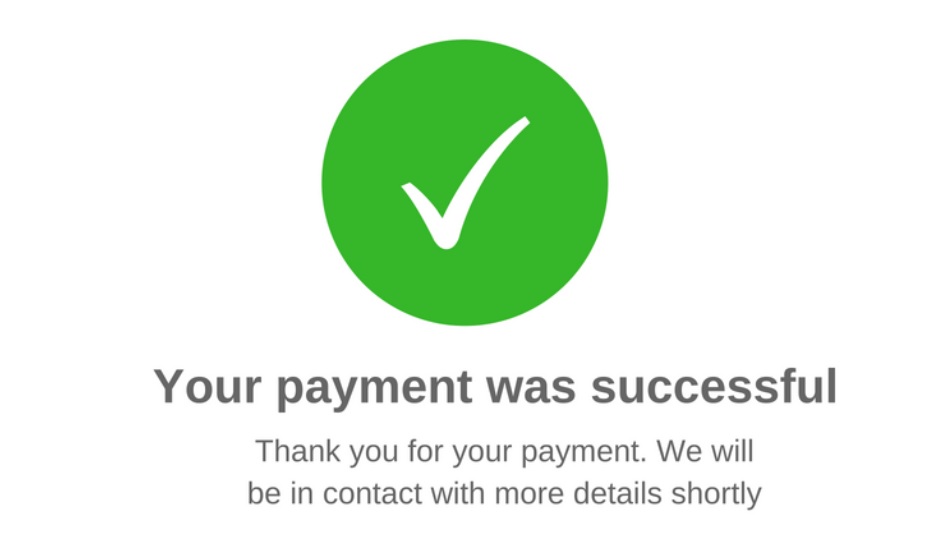 Your payment was successful
Thank you for your payment. We will
be in contact with more details shortly